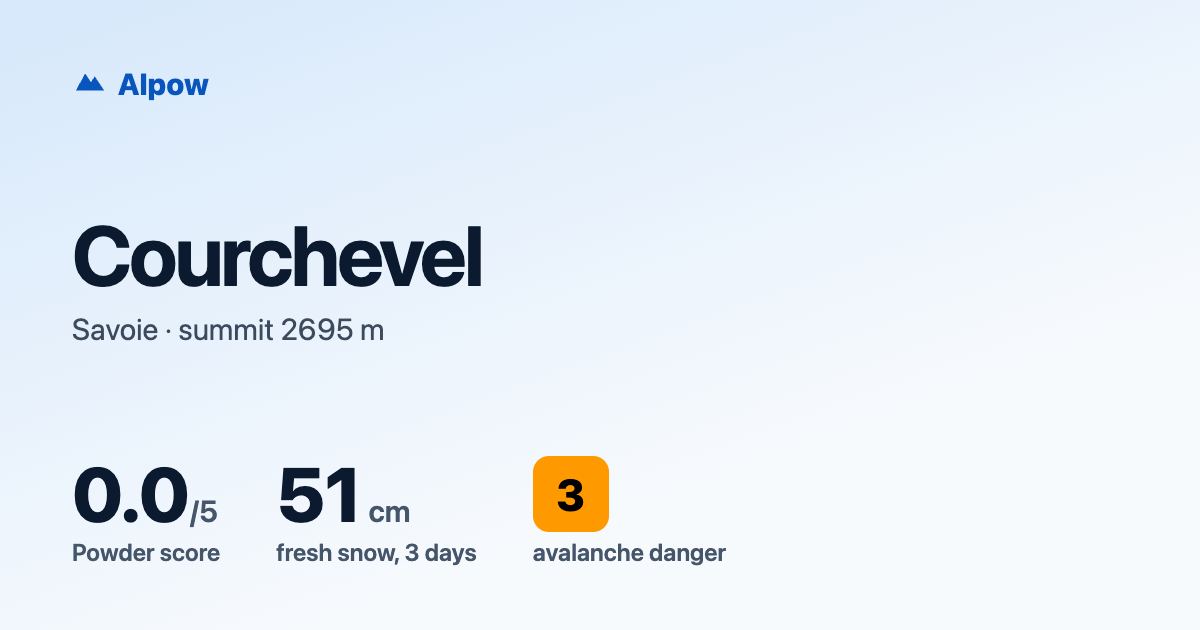 Alpow
Courchevel
Savoie · summit 2695 m
0.0/5 51 cm 3
Powder score fresh snow, 3 days avalanche danger